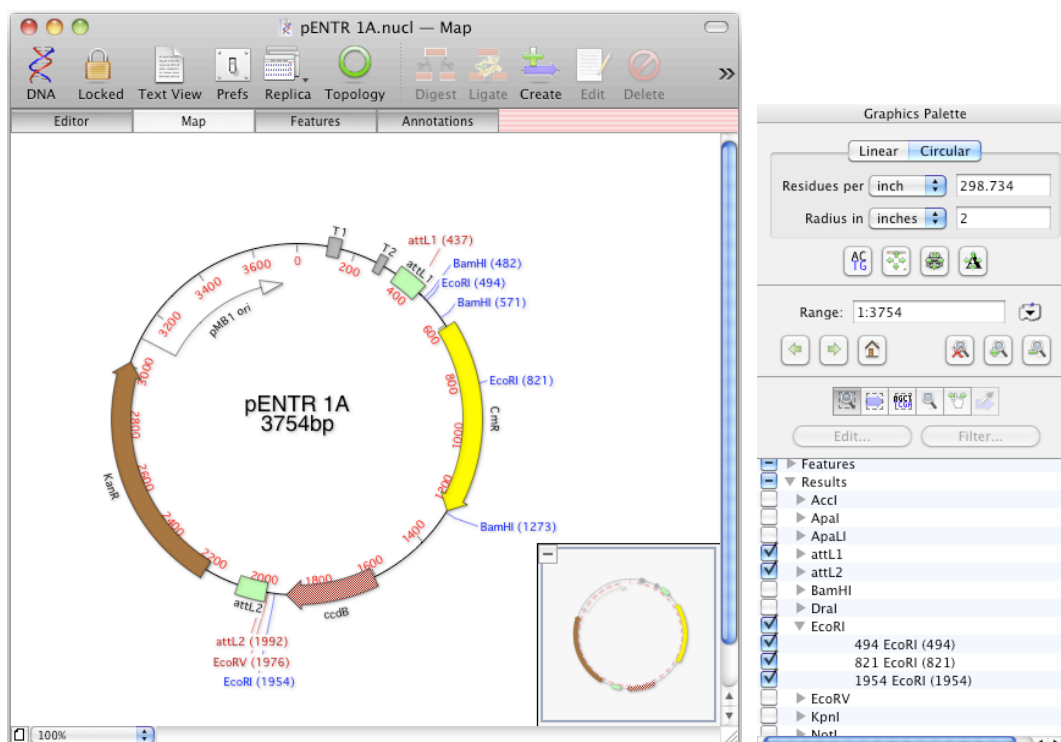 pENTR 1A.nucl — Map
DNA Locked Text View Prefs Replica Topology Digest Ligate Create Edit Delete »
Editor Map Features Annotations
T1
T2
attL1 (437)
attL1
BamHI (482)
EcoRI (494)
BamHI (571)
0
200
400
600
800
1000
1200
1400
1600
1800
2000
2200
2400
2600
2800
3000
3200
3400
3600
pMB1 ori
EcoRI (821)
CmR
pENTR 1A
3754bp
KanR
BamHI (1273)
ccdB
attL2
attL2 (1992)
EcoRV (1976)
EcoRI (1954)
100%
Graphics Palette
Linear Circular
Residues per inch 298.734
Radius in inches 2
AC
TG
A
Range: 1:3754
Edit... Filter...
Features
Results
AccI
ApaI
ApaLI
attL1
attL2
BamHI
DraI
EcoRI
494 EcoRI (494)
821 EcoRI (821)
1954 EcoRI (1954)
EcoRV
KpnI
NotI